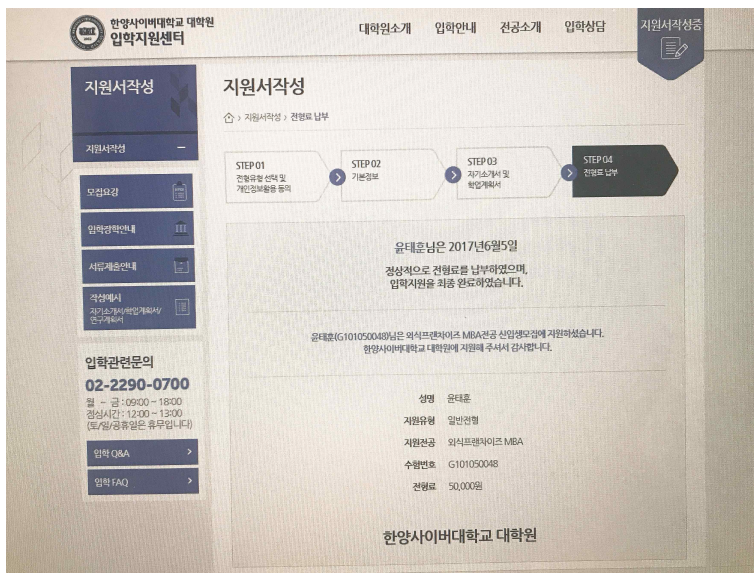 한양사이버대학교 대학원
입학지원센터
대학원소개 입학안내 전공소개 입학상담 지원서작성중
지원서작성
지원서작성 –
모집요강
입학장학안내
서류제출안내
작성예시
자기소개서/학업계획서/
연구계획서
입학관련문의
02-2290-0700
월 – 금 : 09:00 ~ 18:00
점심시간 : 12:00 ~ 13:00
(토/일/공휴일은 휴무입니다)
입학 Q&A >
입학 FAQ >
지원서작성
> 지원서작성 > 전형료 납부
STEP 01
전형유형 선택 및
개인정보활용 동의
STEP 02
기본정보
STEP 03
자기소개서 및
학업계획서
STEP 04
전형료 납부
윤태훈님은 2017년6월5일
정상적으로 전형료를 납부하였으며,
입학지원을 최종 완료하였습니다.
윤태훈(G101050048)님은 외식프랜차이즈 MBA전공 신입생모집에 지원하셨습니다.
한양사이버대학교 대학원에 지원해 주셔서 감사합니다.
성명 윤태훈
지원유형 일반전형
지원전공 외식프랜차이즈 MBA
수험번호 G101050048
전형료 50,000원
한양사이버대학교 대학원